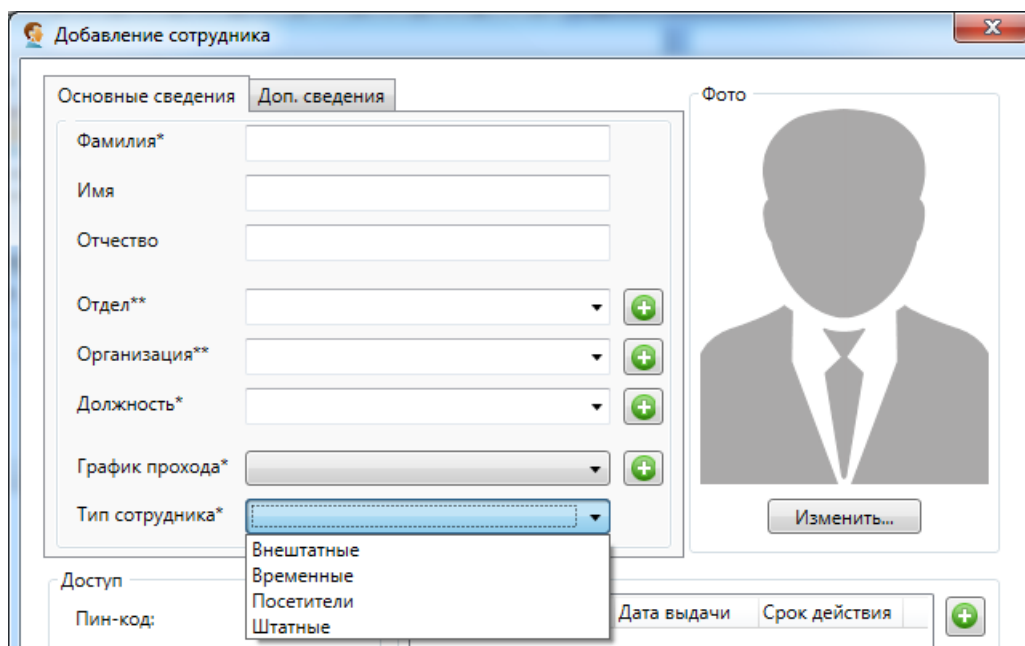 Добавление сотрудника
Основные сведения
Доп. сведения
Фамилия*
Имя
Отчество
Отдел**
Организация**
Должность*
График прохода*
Тип сотрудника*
Внештатные
Временные
Посетители
Штатные
Фото
Изменить...
Доступ
Пин-код:
Дата выдачи
Срок действия